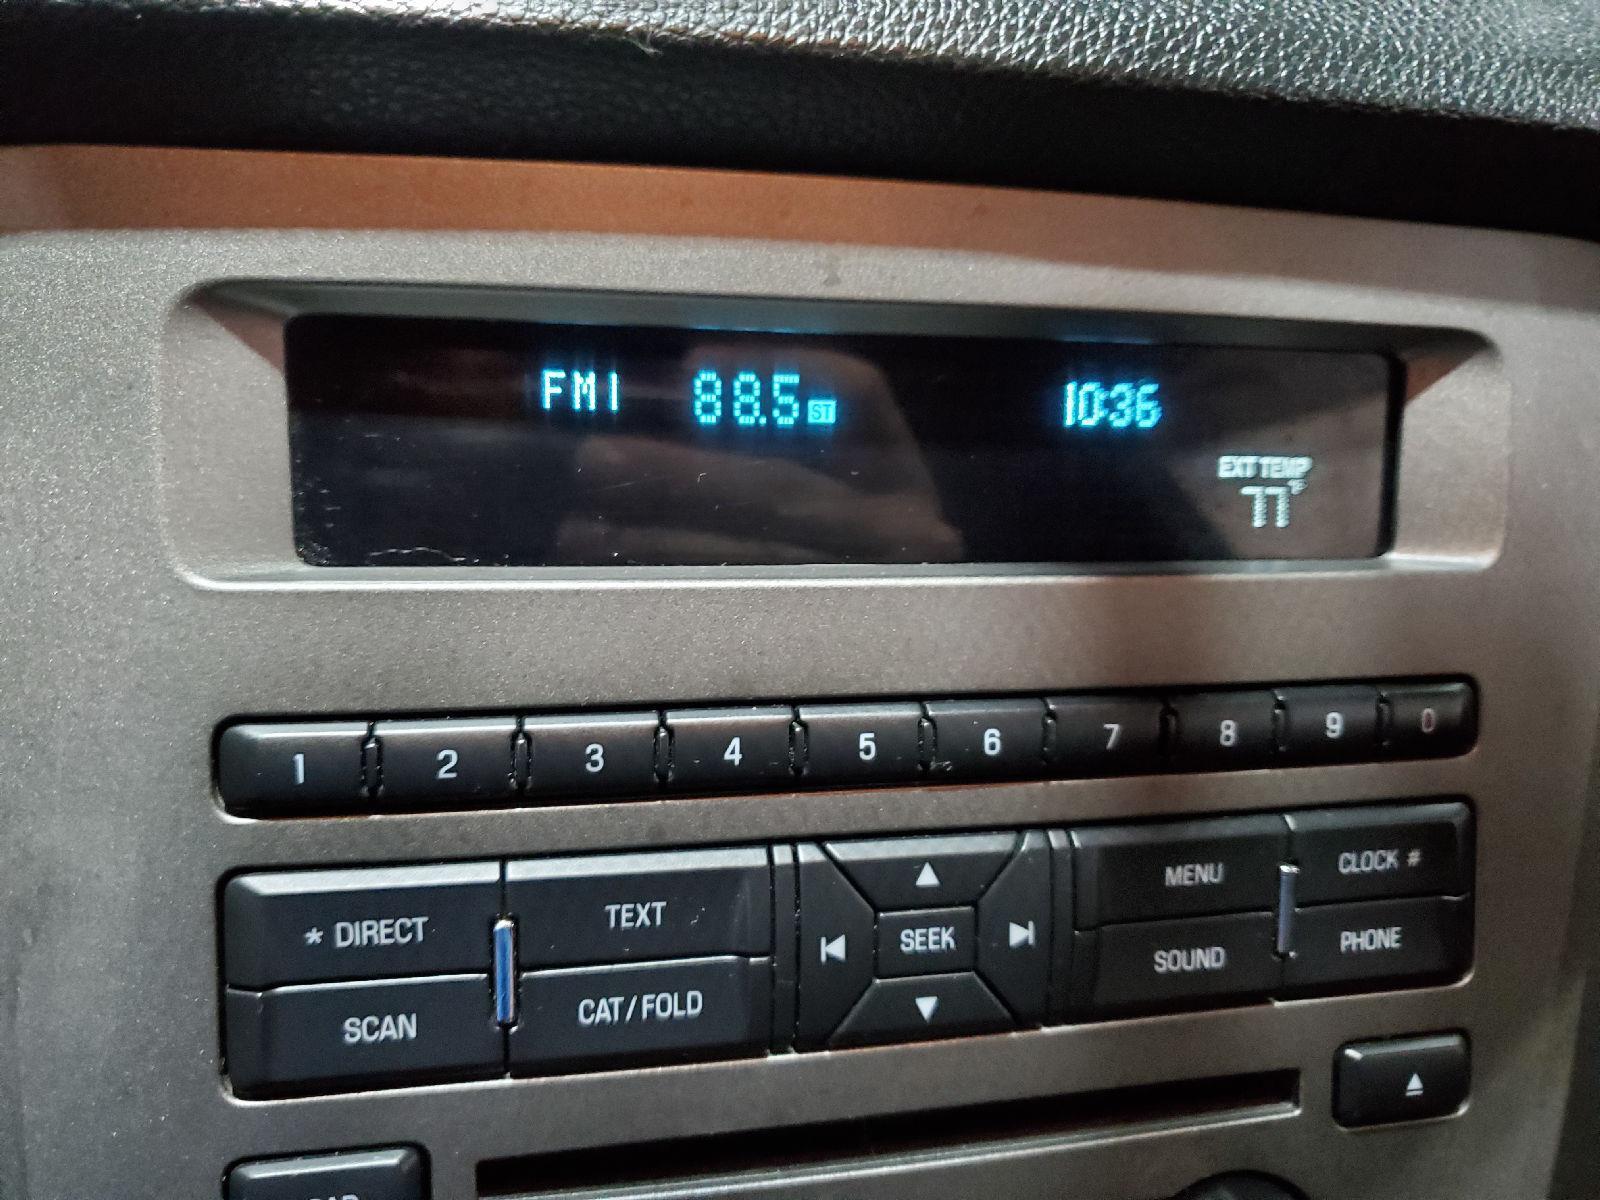 FM1 88.5 ST 10:36
EXT TEMP
77°F
1 2 3 4 5 6 7 8 9 0
* DIRECT TEXT SEEK MENU CLOCK #
SCAN CAT/FOLD SOUND PHONE